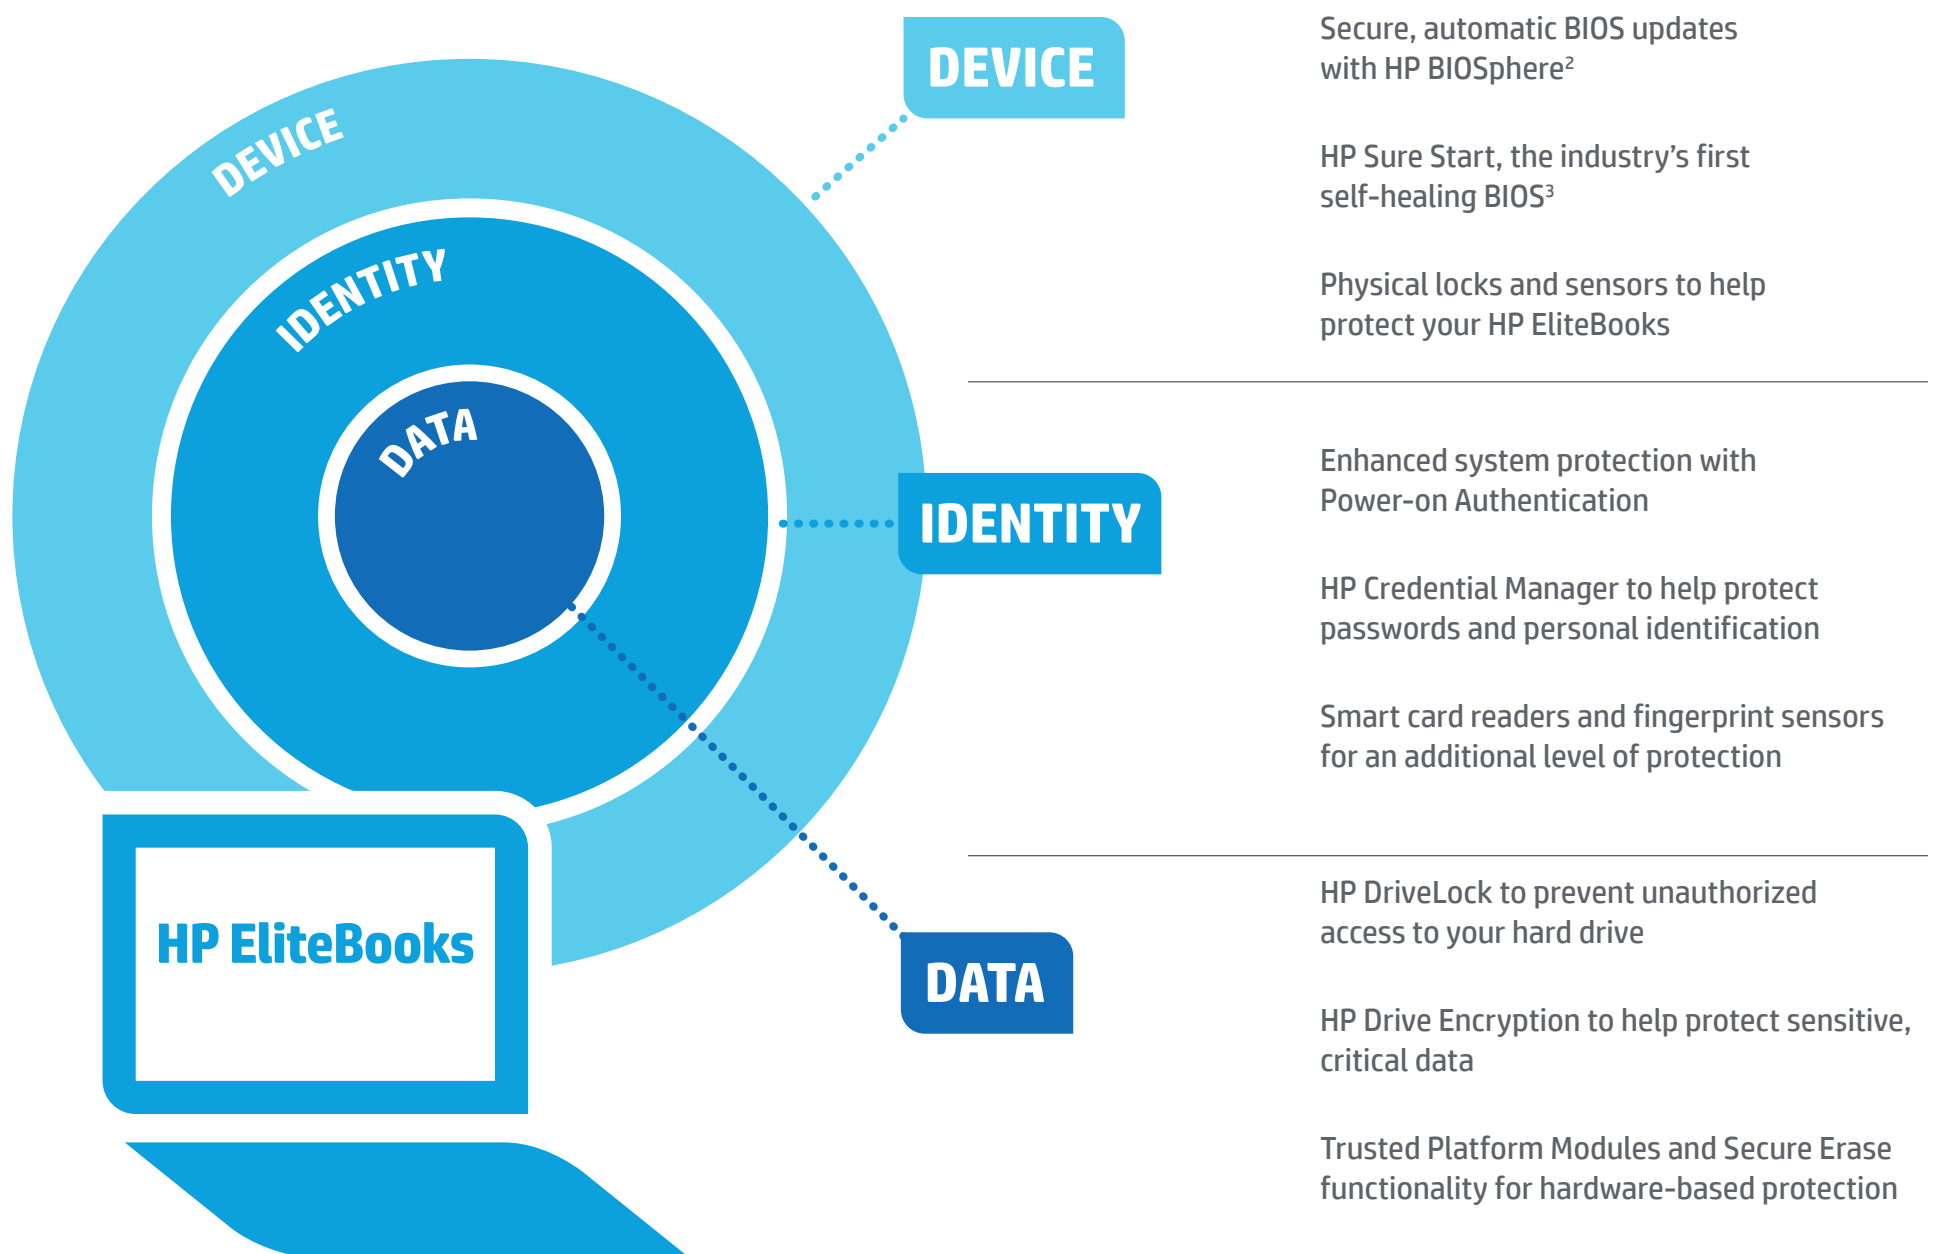 DEVICE
IDENTITY
DATA
HP EliteBooks
DEVICE
Secure, automatic BIOS updates
with HP BIOSphere²
HP Sure Start, the industry’s first
self-healing BIOS³
Physical locks and sensors to help
protect your HP EliteBooks
IDENTITY
Enhanced system protection with
Power-on Authentication
HP Credential Manager to help protect
passwords and personal identification
Smart card readers and fingerprint sensors
for an additional level of protection
DATA
HP DriveLock to prevent unauthorized
access to your hard drive
HP Drive Encryption to help protect sensitive,
critical data
Trusted Platform Modules and Secure Erase
functionality for hardware-based protection